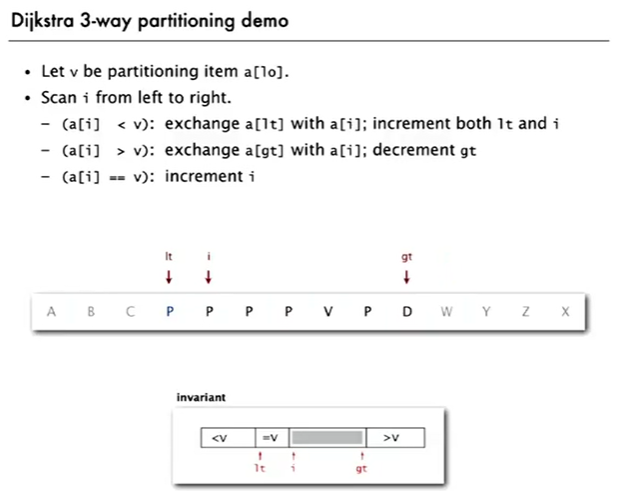 Dijkstra 3-way partitioning demo
• Let v be partitioning item a[lo].
• Scan i from left to right.
– (a[i] < v): exchange a[lt] with a[i]; increment both lt and i
– (a[i] > v): exchange a[gt] with a[i]; decrement gt
– (a[i] == v): increment i
lt i gt
A B C P P P P V P D W Y Z X
invariant
<V =V >V
lt i gt